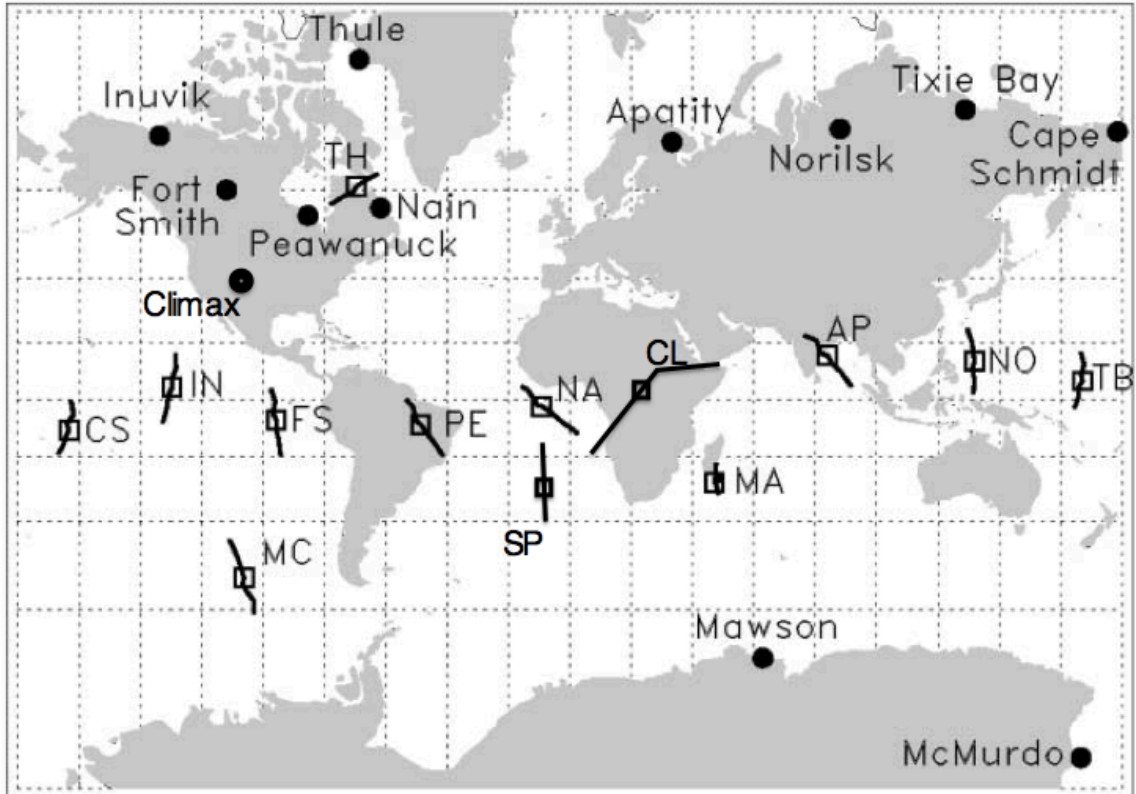 Thule
Inuvik
Tixie Bay
Apatity
Cape
Schmidt
Norilsk
TH
Fort
Smith
Nain
Peawanuck
Climax
AP
CL
NO
TB
IN
NA
FS
PE
CS
MA
SP
MC
Mawson
McMurdo